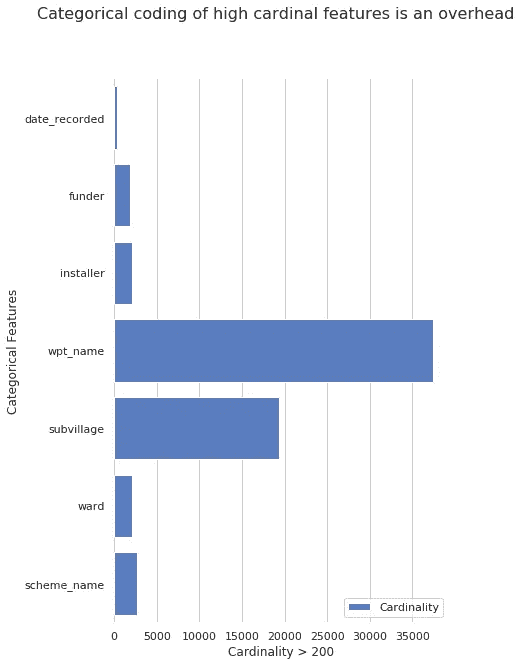 Categorical coding of high cardinal features is an overhead
date_recorded
funder
installer
wpt_name
subvillage
ward
scheme_name
Categorical Features
Cardinality
0 5000 10000 15000 20000 25000 30000 35000
Cardinality > 200